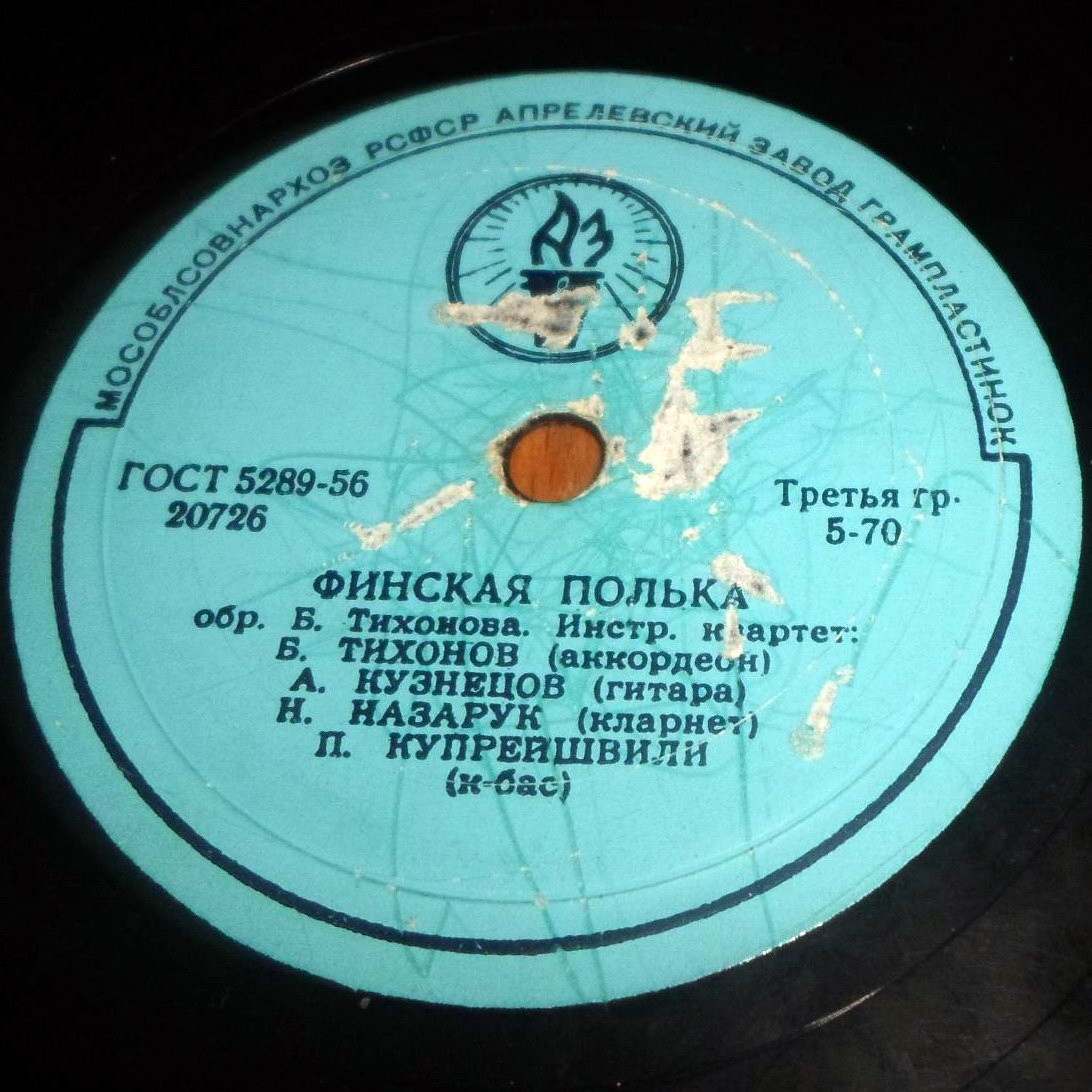 МОСОБЛСОВНАРХОЗ РСФСР АПРЕЛЕВСКИЙ ЗАВОД ГРАМПЛАСТИНОК
АЗ
ГОСТ 5289-56
20726
Третья гр.
5-70
ФИНСКАЯ ПОЛЬКА
обр. Б. Тихонова. Инстр. квартет:
Б. ТИХОНОВ (аккордеон)
А. КУЗНЕЦОВ (гитара)
Н. НАЗАРУК (кларнет)
П. КУПРЕЙШВИЛИ
(к-бас)